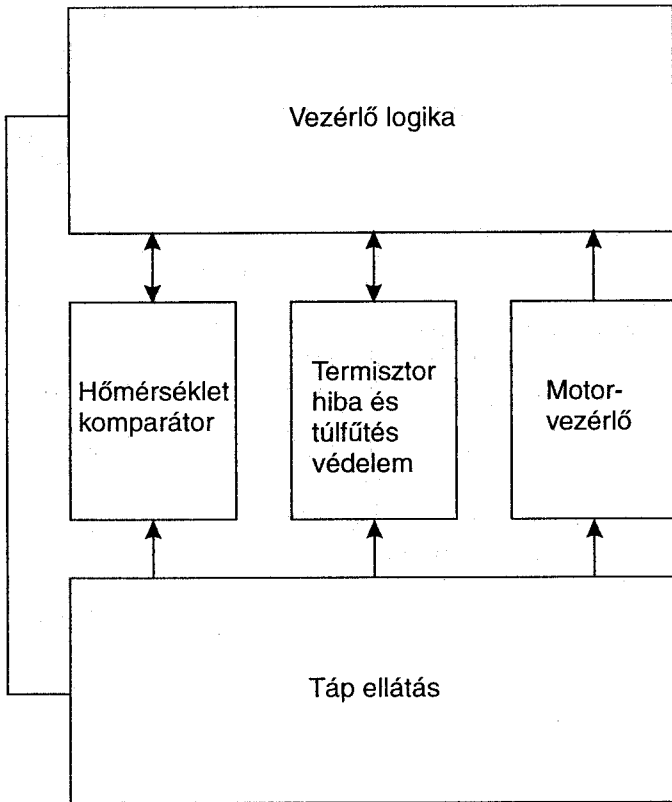 Vezérlő logika
Hőmérséklet
komparátor
Termisztor
hiba és
túlfűtés
védelem
Motor-
vezérlő
Táp ellátás